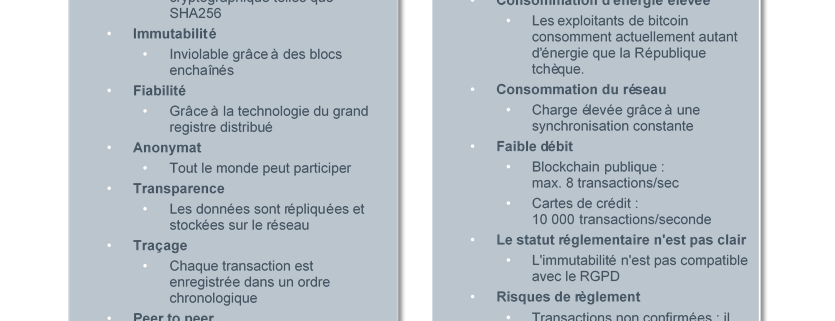 cryptographique telles que
SHA256
Immutabilité
Inviolable grâce à des blocs
enchaînés
Fiabilité
Grâce à la technologie du grand
registre distribué
Anonymat
Tout le monde peut participer
Transparence
Les données sont répliquées et
stockées sur le réseau
Traçage
Chaque transaction est
enregistrée dans un ordre
chronologique
Peer to peer
Consommation d'énergie élevée
Les exploitants de bitcoin
consomment actuellement autant
d'énergie que la République
tchèque.
Consommation du réseau
Charge élevée grâce à une
synchronisation constante
Faible débit
Blockchain publique :
max. 8 transactions/sec
Cartes de crédit :
10 000 transactions/seconde
Le statut réglementaire n'est pas clair
L'immutabilité n'est pas compatible
avec le RGPD
Risques de règlement
Transactions non confirmées : il